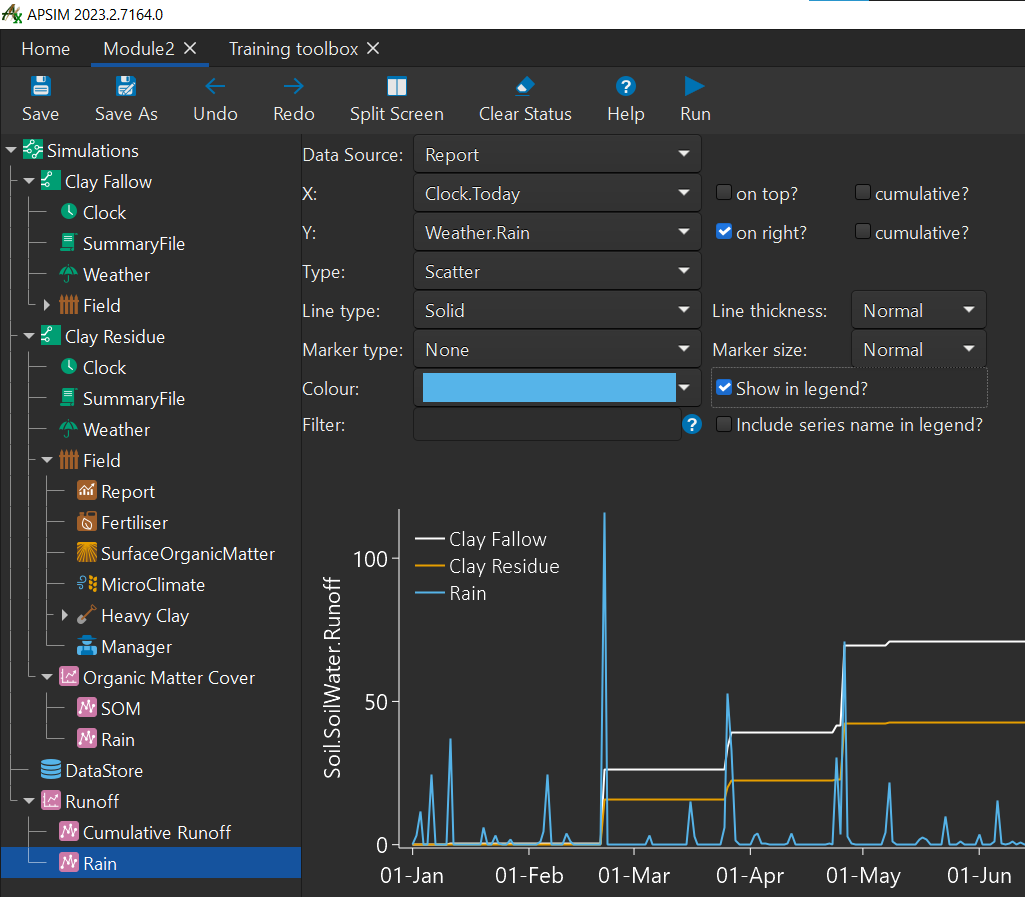 APSIM 2023.2.7164.0
Home Module2 Training toolbox
Save Save As Undo Redo Split Screen Clear Status Help Run
Simulations
Clay Fallow
Clock
SummaryFile
Weather
Field
Clay Residue
Clock
SummaryFile
Weather
Field
Report
Fertiliser
SurfaceOrganicMatter
MicroClimate
Heavy Clay
Manager
Organic Matter Cover
SOM
Rain
DataStore
Runoff
Cumulative Runoff
Rain
Data Source: Report
X: Clock.Today on top? cumulative?
Y: Weather.Rain on right? cumulative?
Type: Scatter
Line type: Solid Line thickness: Normal
Marker type: None Marker size: Normal
Colour: Show in legend?
Filter: ? Include series name in legend?
Soil.SoilWater.Runoff
100
50
0
Clay Fallow
Clay Residue
Rain
01-Jan 01-Feb 01-Mar 01-Apr 01-May 01-Jun